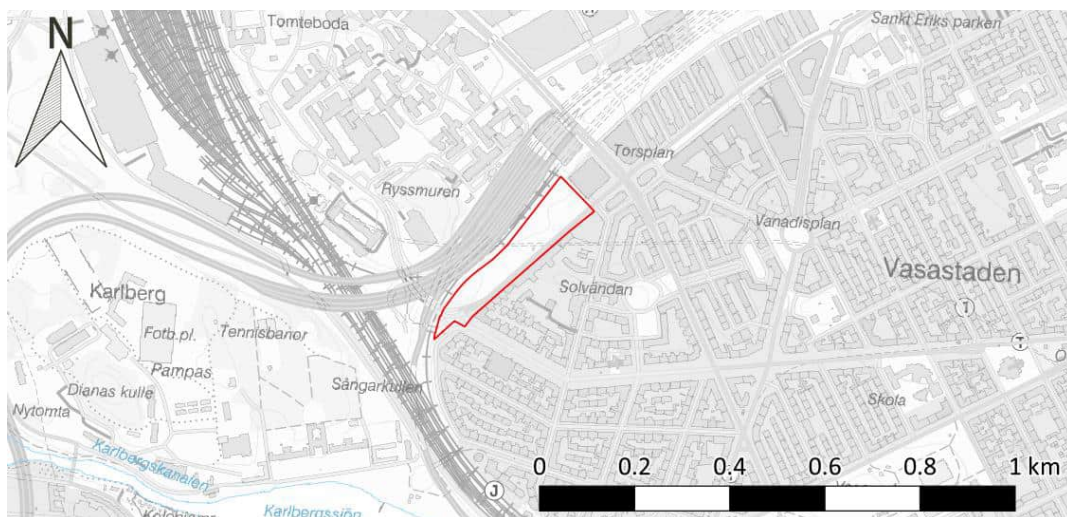 Tomteboda
Sankt Eriks parken
N
Torsplan
Ryssmuren
Vanadisplan
Vasastaden
Solvändan
Karlberg
Fotb.pl.
Tennisbanor
Pampas
Sångarkullen
Dianas kulle
Nytomta
Skola
Karlbergskanalen
0 0.2 0.4 0.6 0.8 1 km
J
Karlbergssjön